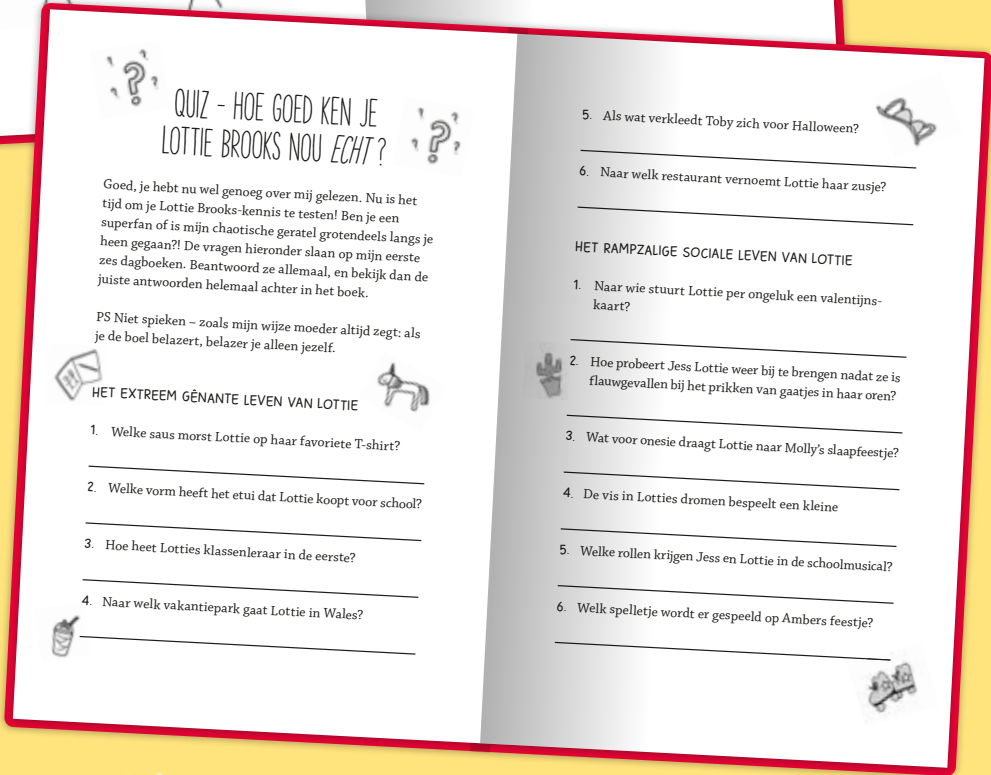 QUIZ – HOE GOED KEN JE
LOTTIE BROOKS NOU ECHT?
Goed, je hebt nu wel genoeg over mij gelezen. Nu is het
tijd om je Lottie Brooks-kennis te testen! Ben je een
superfan of is mijn chaotische geratel grotendeels langs je
heen gegaan?! De vragen hieronder slaan op mijn eerste
zes dagboeken. Beantwoord ze allemaal, en bekijk dan de
juiste antwoorden helemaal achter in het boek.
PS Niet spieken – zoals mijn wijze moeder altijd zegt: als
je de boel belazert, belazer je alleen jezelf.
HET EXTREEM GÊNANTE LEVEN VAN LOTTIE
1. Welke saus morst Lottie op haar favoriete T-shirt?
2. Welke vorm heeft het etui dat Lottie koopt voor school?
3. Hoe heet Lotties klassenleraar in de eerste?
4. Naar welk vakantiepark gaat Lottie in Wales?
5. Als wat verkleedt Toby zich voor Halloween?
6. Naar welk restaurant vernoemt Lottie haar zusje?
HET RAMPZALIGE SOCIALE LEVEN VAN LOTTIE
1. Naar wie stuurt Lottie per ongeluk een valentijns-
kaart?
2. Hoe probeert Jess Lottie weer bij te brengen nadat ze is
flauwgevallen bij het prikken van gaatjes in haar oren?
3. Wat voor onesie draagt Lottie naar Molly's slaapfeestje?
4. De vis in Lotties dromen bespeelt een kleine
5. Welke rollen krijgen Jess en Lottie in de schoolmusical?
6. Welk spelletje wordt er gespeeld op Ambers feestje?